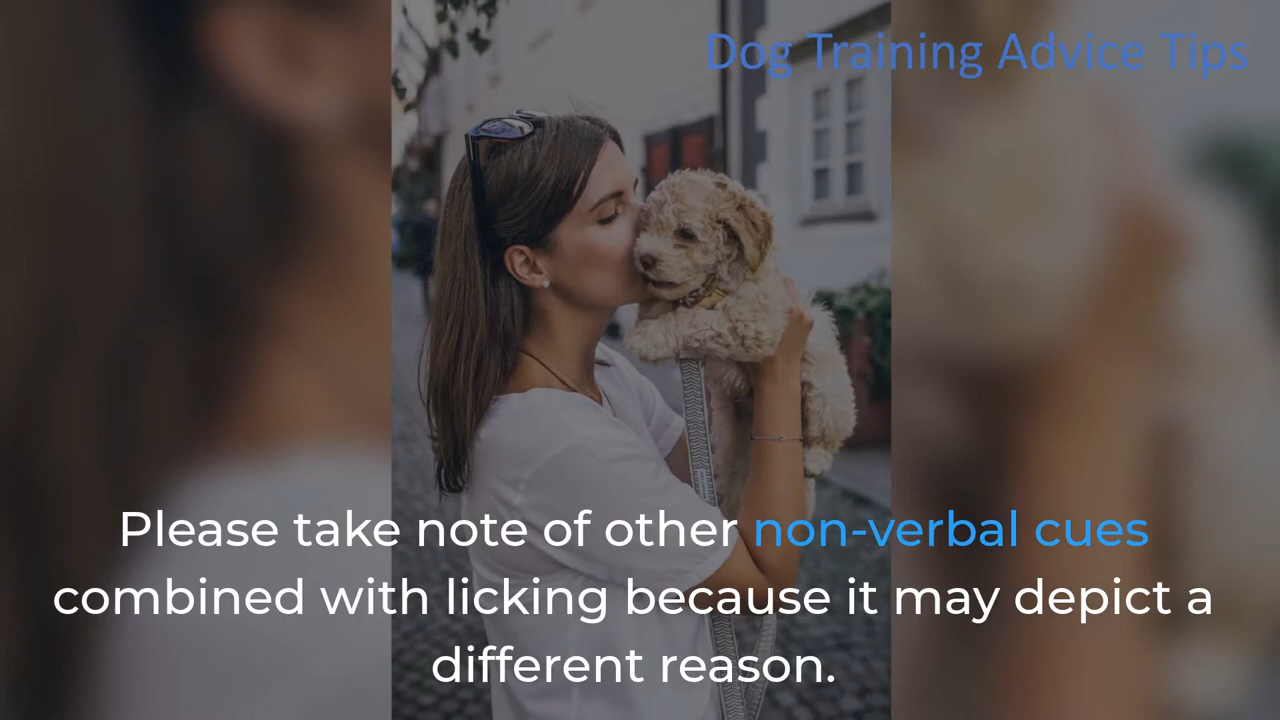 Dog Training Advice Tips
Please take note of other non-verbal cues
combined with licking because it may depict a
different reason.